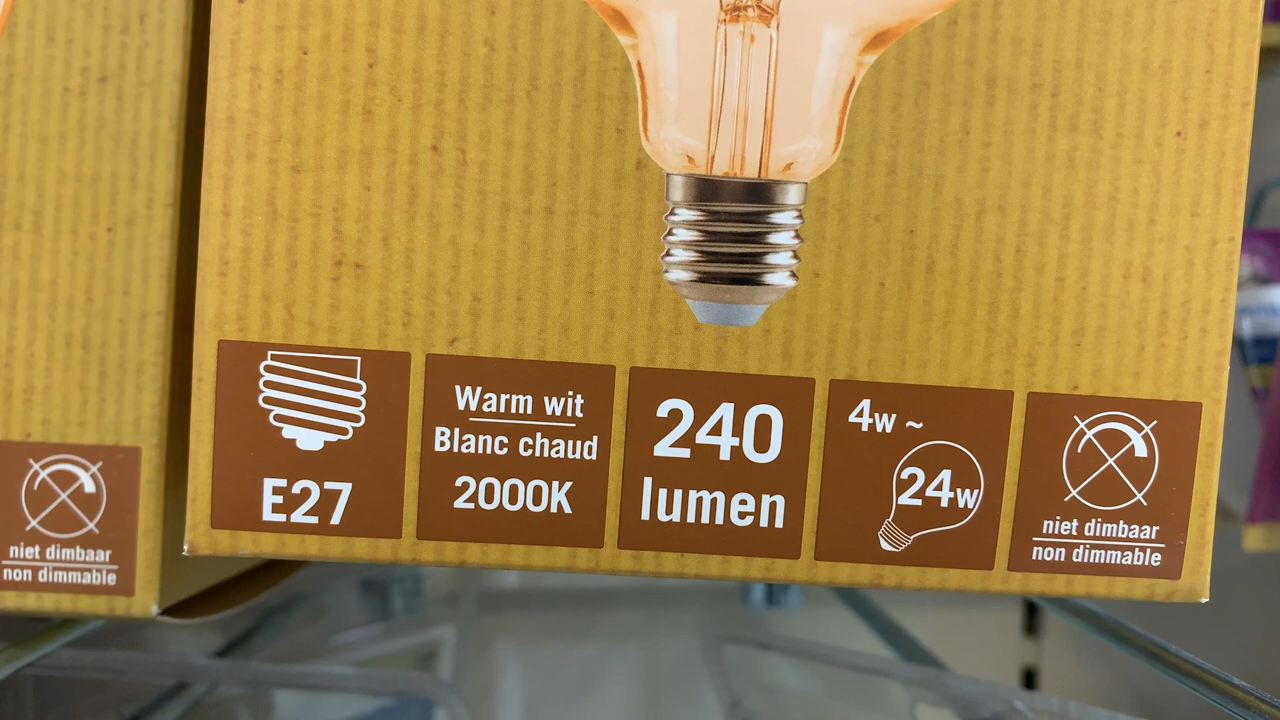 E27
Warm wit
Blanc chaud
2000K
240
lumen
4w ~
24w
niet dimbaar
non dimmable
niet dimbaar
non dimmable